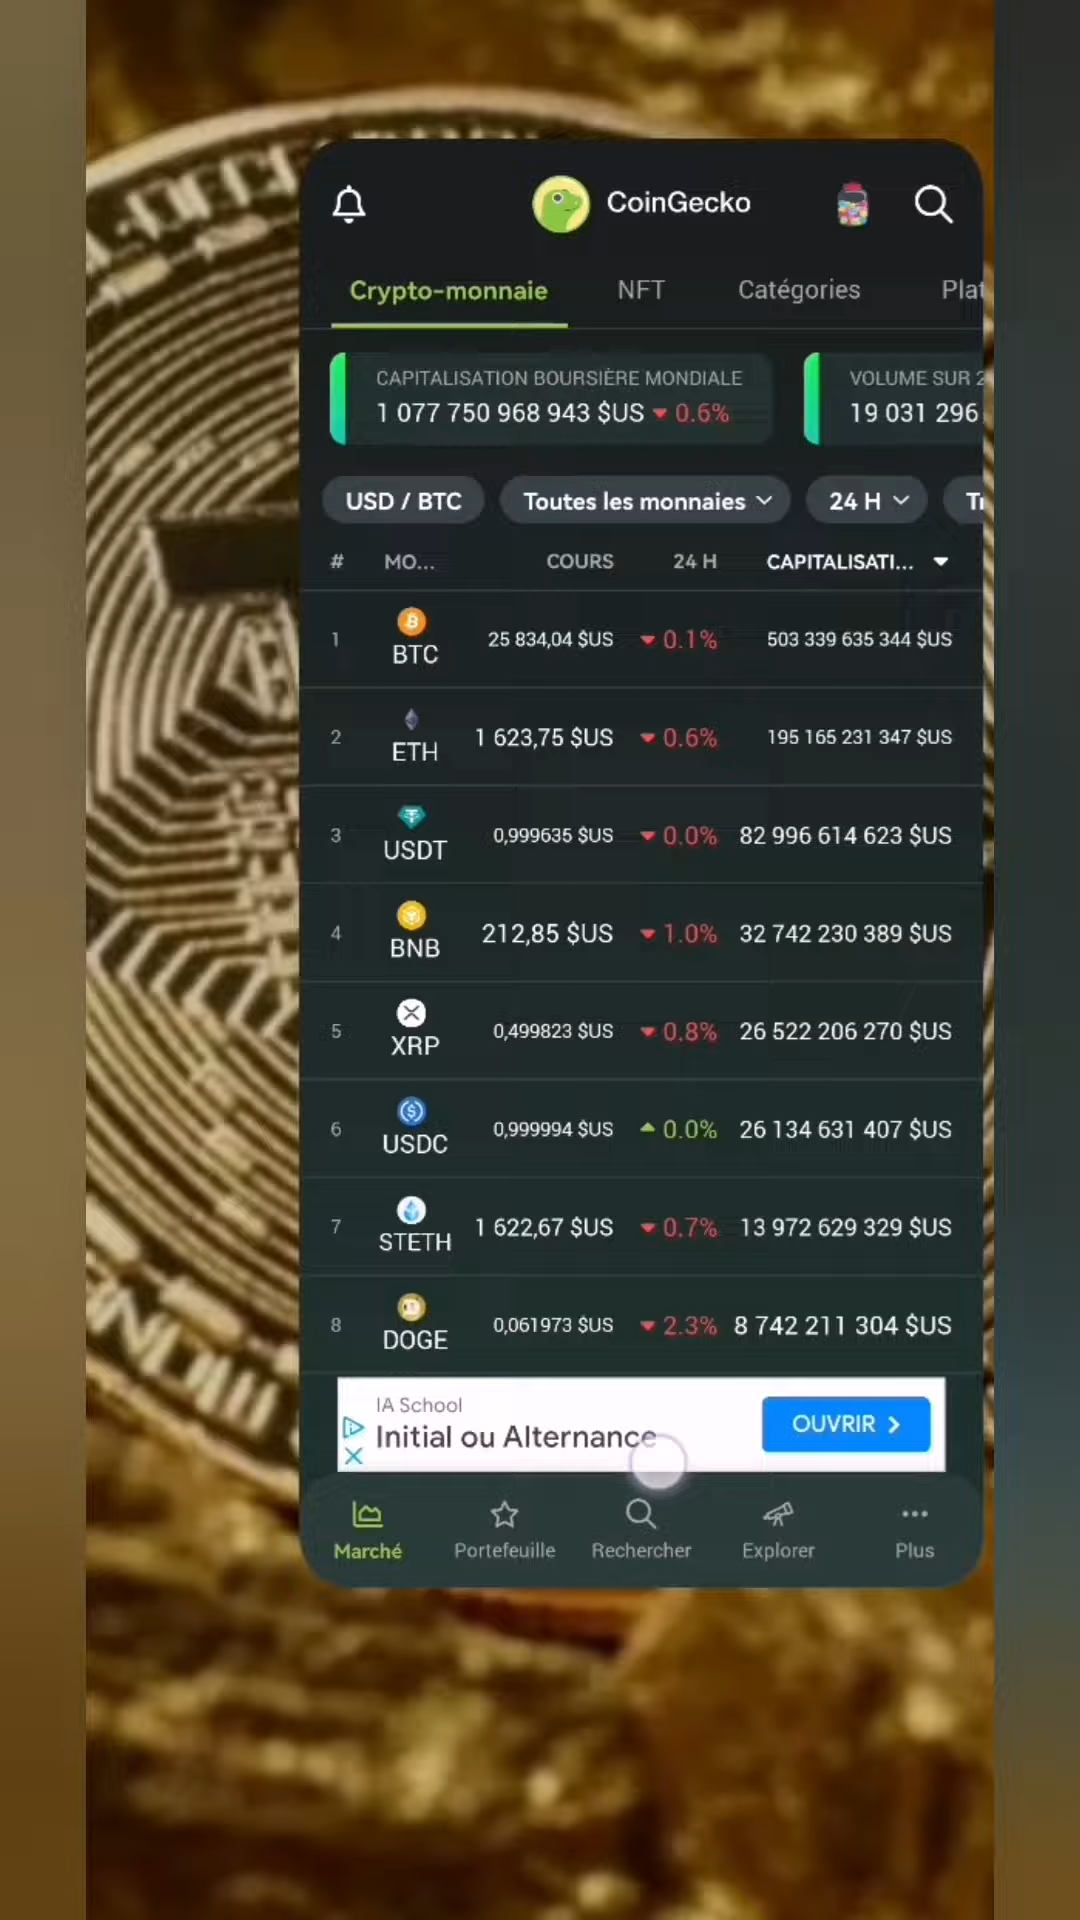 CoinGecko
Crypto-monnaie NFT Catégories Plat
CAPITALISATION BOURSIÈRE MONDIALE
1 077 750 968 943 $US 0.6%
VOLUME SUR 2
19 031 296
USD / BTC Toutes les monnaies 24 H Tr
# MO... COURS 24 H CAPITALISATI...
1 BTC 25 834,04 $US 0.1% 503 339 635 344 $US
2 ETH 1 623,75 $US 0.6% 195 165 231 347 $US
3 USDT 0,999635 $US 0.0% 82 996 614 623 $US
4 BNB 212,85 $US 1.0% 32 742 230 389 $US
5 XRP 0,499823 $US 0.8% 26 522 206 270 $US
6 USDC 0,999994 $US 0.0% 26 134 631 407 $US
7 STETH 1 622,67 $US 0.7% 13 972 629 329 $US
8 DOGE 0,061973 $US 2.3% 8 742 211 304 $US
IA School
Initial ou Alternance
OUVRIR
Marché Portefeuille Rechercher Explorer Plus